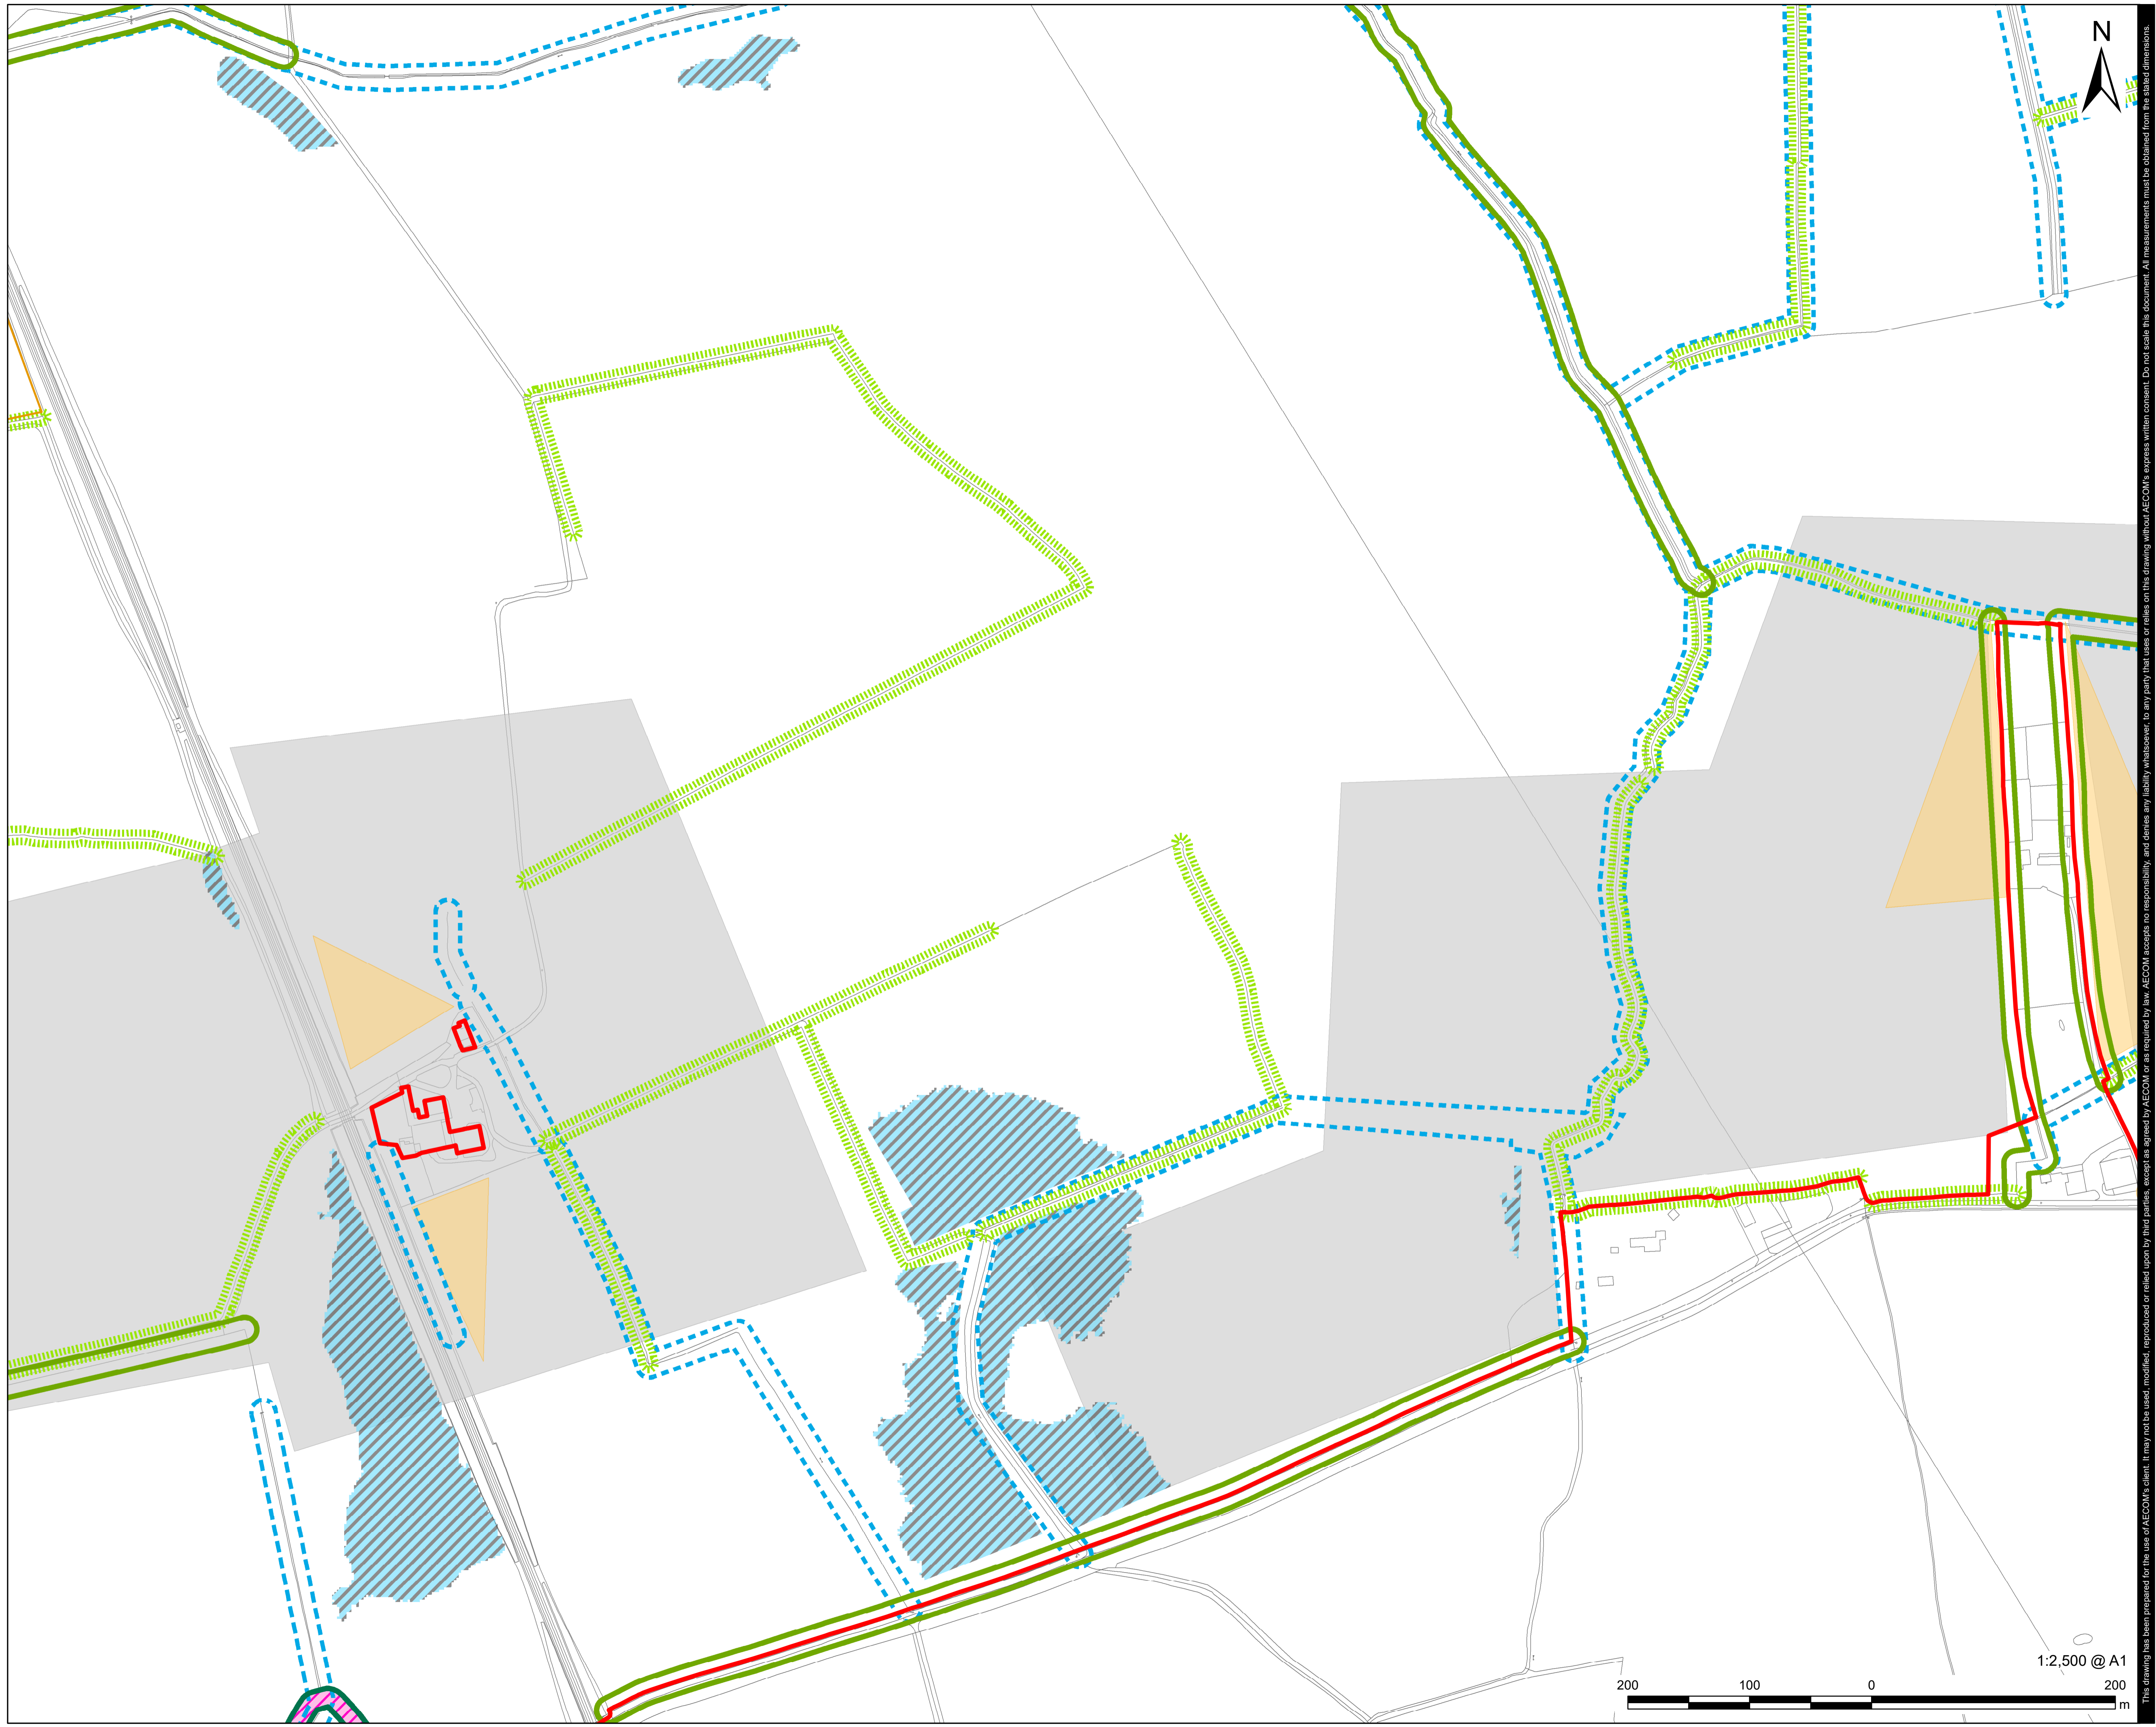 N
This drawing has been prepared for the use of AECOM's client. It may not be used, modified, reproduced or relied upon by third parties, except as agreed by AECOM or as required by law. AECOM accepts no responsibility, and denies any liability whatsoever, to any party that uses or relies on this drawing without AECOM's express written consent. Do not scale this document. All measurements must be obtained from the stated dimensions.
1:2,500 @ A1
200 100 0 200
m